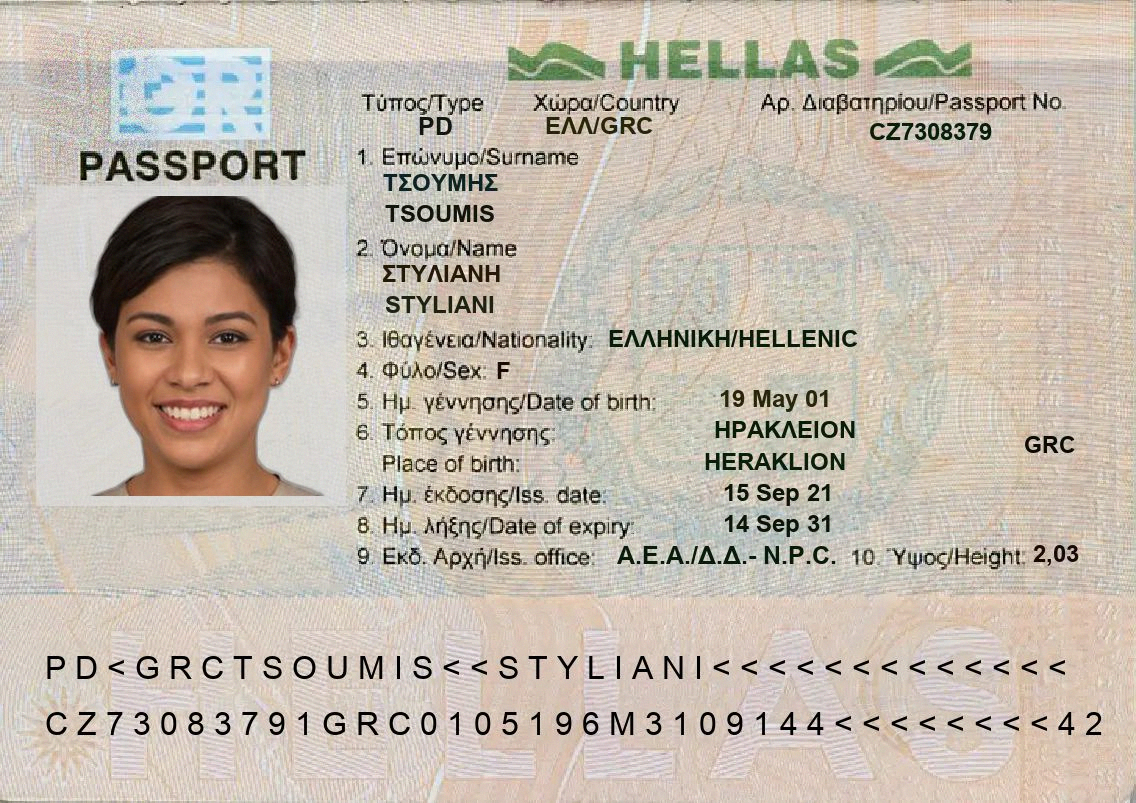 GR
HELLAS
PASSPORT
Τύπος/Type Χώρα/Country Αρ. Διαβατηρίου/Passport No.
PD ΕΛΛ/GRC CZ7308379
1. Επώνυμο/Surname
ΤΣΟΥΜΗΣ
TSOUMIS
2. Όνομα/Name
ΣΤΥΛΙΑΝΗ
STYLIANI
3. Ιθαγένεια/Nationality: ΕΛΛΗΝΙΚΗ/HELLENIC
4. Φύλο/Sex: F
5. Ημ. γέννησης/Date of birth: 19 May 01
6. Τόπος γέννησης: ΗΡΑΚΛΕΙΟΝ
Place of birth: HERAKLION GRC
7. Ημ. έκδοσης/Iss. date: 15 Sep 21
8. Ημ. λήξης/Date of expiry: 14 Sep 31
9 Εκδ. Αρχή/Iss. office: Α.Ε.Α./Δ.Δ.- N.P.C. 10. Ύψος/Height: 2,03
HELLAS
PD<GRCTSOUMIS<<STYLIANI<<<<<<<<<<<<<
CZ73083791GRC0105196M3109144<<<<<<<<42